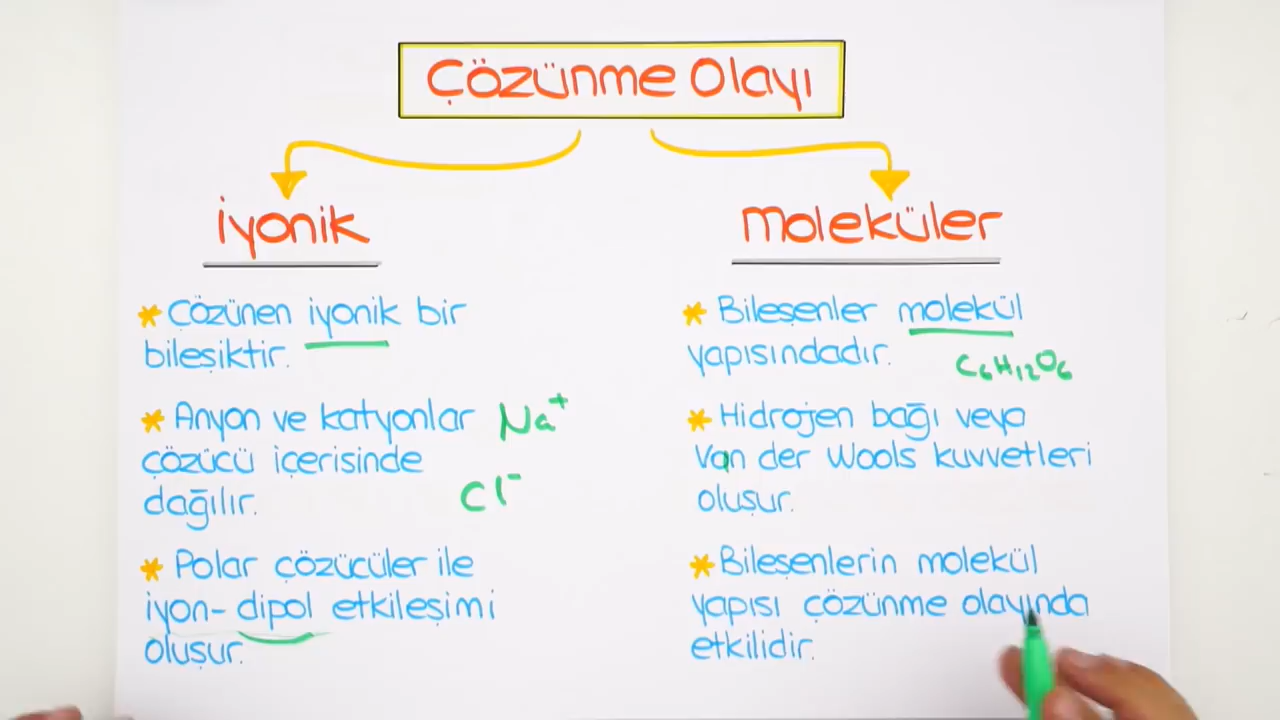 Çözünme Olayı
İyonik
* Çözünen iyonik bir
bileşiktir.
* Anyon ve katyonlar Na⁺
çözücü içerisinde
dağılır. Cl⁻
* Polar çözücüler ile
iyon-dipol etkileşimi
oluşur.
Moleküler
* Bileşenler molekül
yapısındadır. C₆H₁₂O₆
* Hidrojen bağı veya
Van der Wools kuvvetleri
oluşur.
* Bileşenlerin molekül
yapısı çözünme olayında
etkilidir.